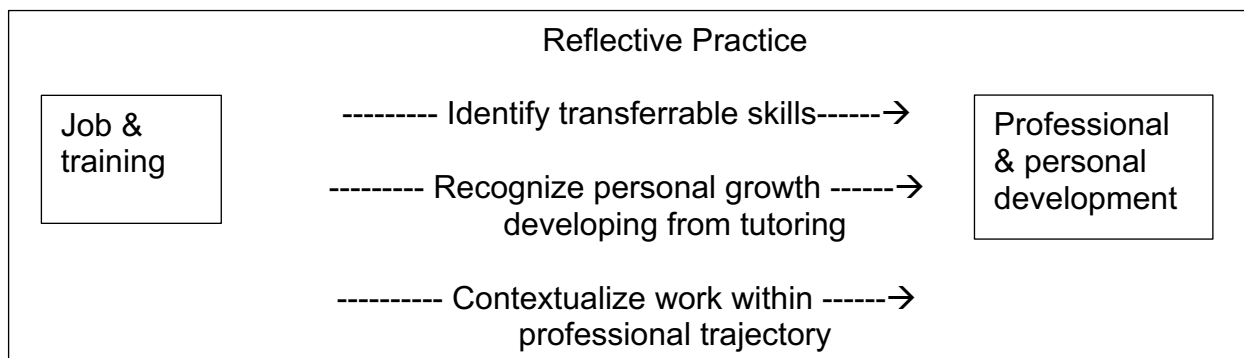 Reflective Practice
Job &
training
--------- Identify transferrable skills------→
--------- Recognize personal growth ------→
developing from tutoring
---------- Contextualize work within ------→
professional trajectory
Professional
& personal
development